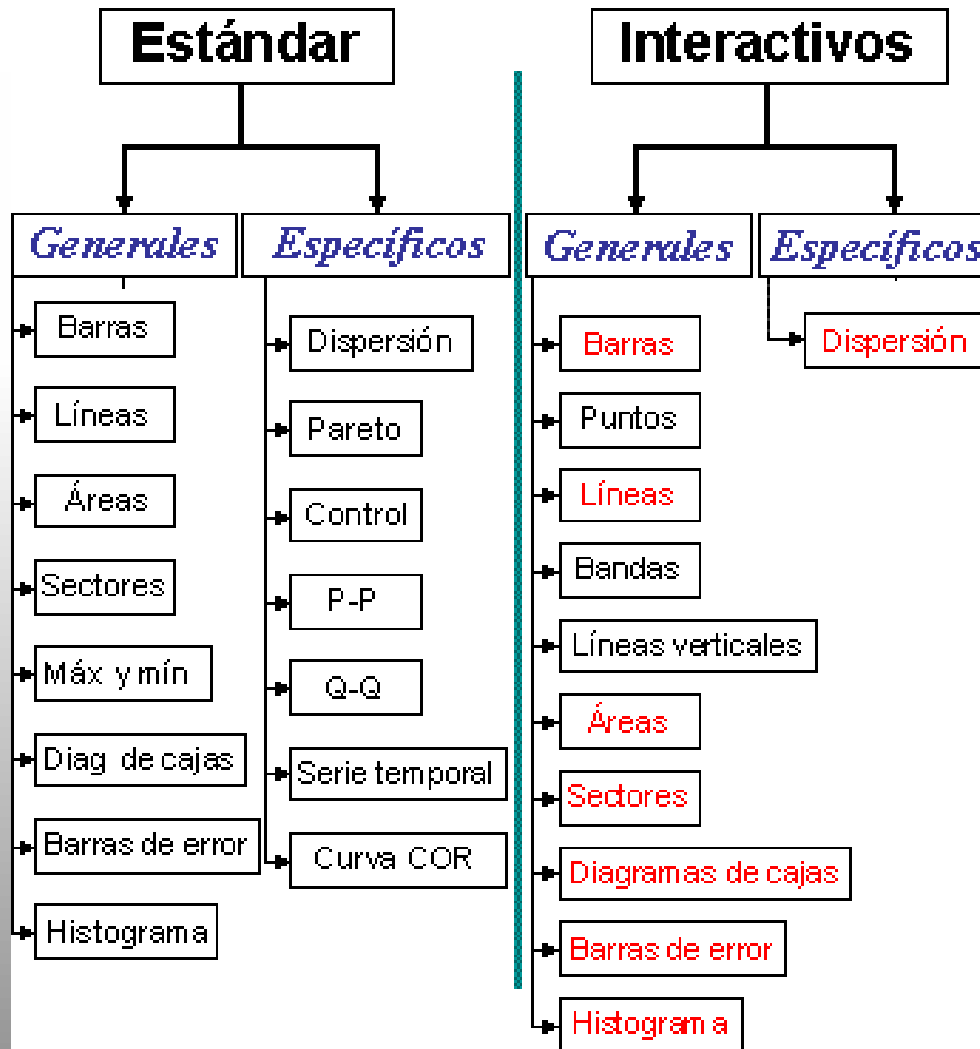 Estándar
Generales
Barras
Líneas
Áreas
Sectores
Máx y mín
Diag de cajas
Barras de error
Histograma
Específicos
Dispersión
Pareto
Control
P-P
Q-Q
Serie temporal
Curva COR
Interactivos
Generales
Barras
Puntos
Líneas
Bandas
Líneas verticales
Áreas
Sectores
Diagramas de cajas
Barras de error
Histograma
Específicos
Dispersión